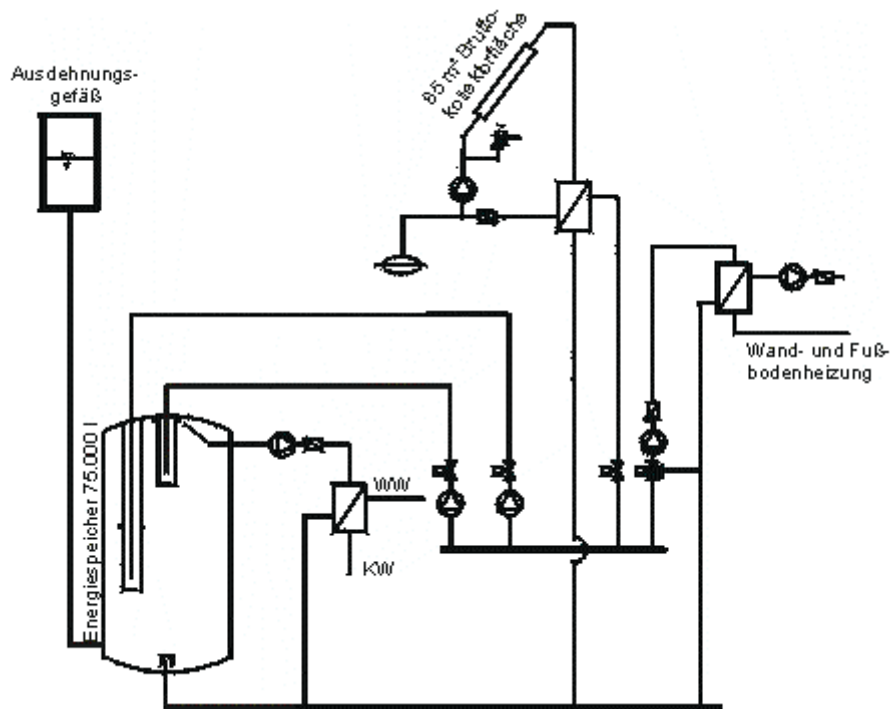 Ausdehnungs-
gefäß
85 m² Brutto-
kollektorfläche
Wand- und Fuß-
bodenheizung
Energiespeicher 75.000 l
WW
KW